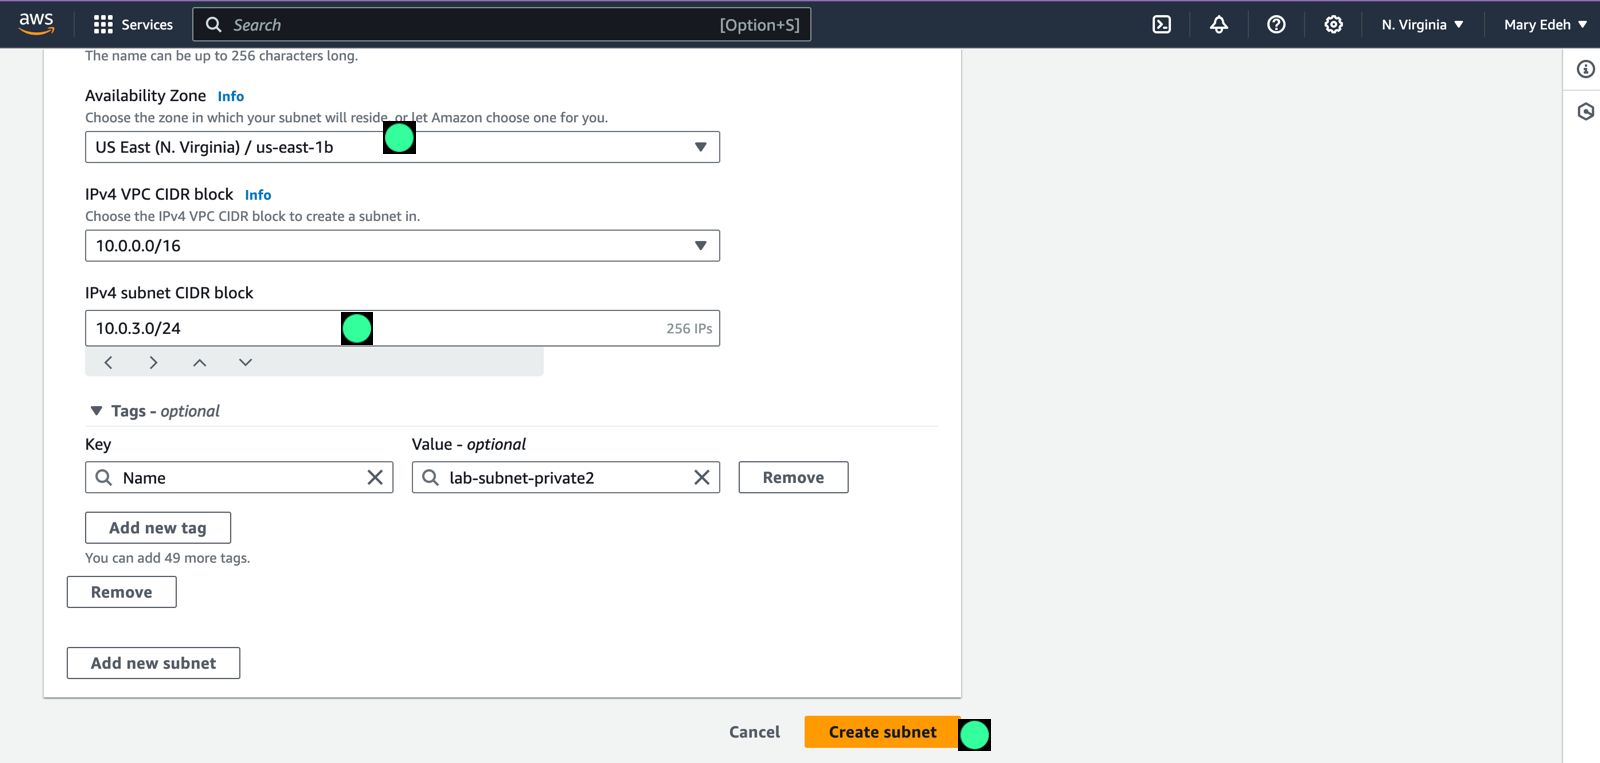 aws Services Search [Option+S] N. Virginia Mary Edeh
The name can be up to 256 characters long.
Availability Zone Info
Choose the zone in which your subnet will reside, or let Amazon choose one for you.
US East (N. Virginia) / us-east-1b
IPv4 VPC CIDR block Info
Choose the IPv4 VPC CIDR block to create a subnet in.
10.0.0.0/16
IPv4 subnet CIDR block
10.0.3.0/24 256 IPs
Tags - optional
Key Value - optional
Name lab-subnet-private2 Remove
Add new tag
You can add 49 more tags.
Remove
Add new subnet
Cancel Create subnet